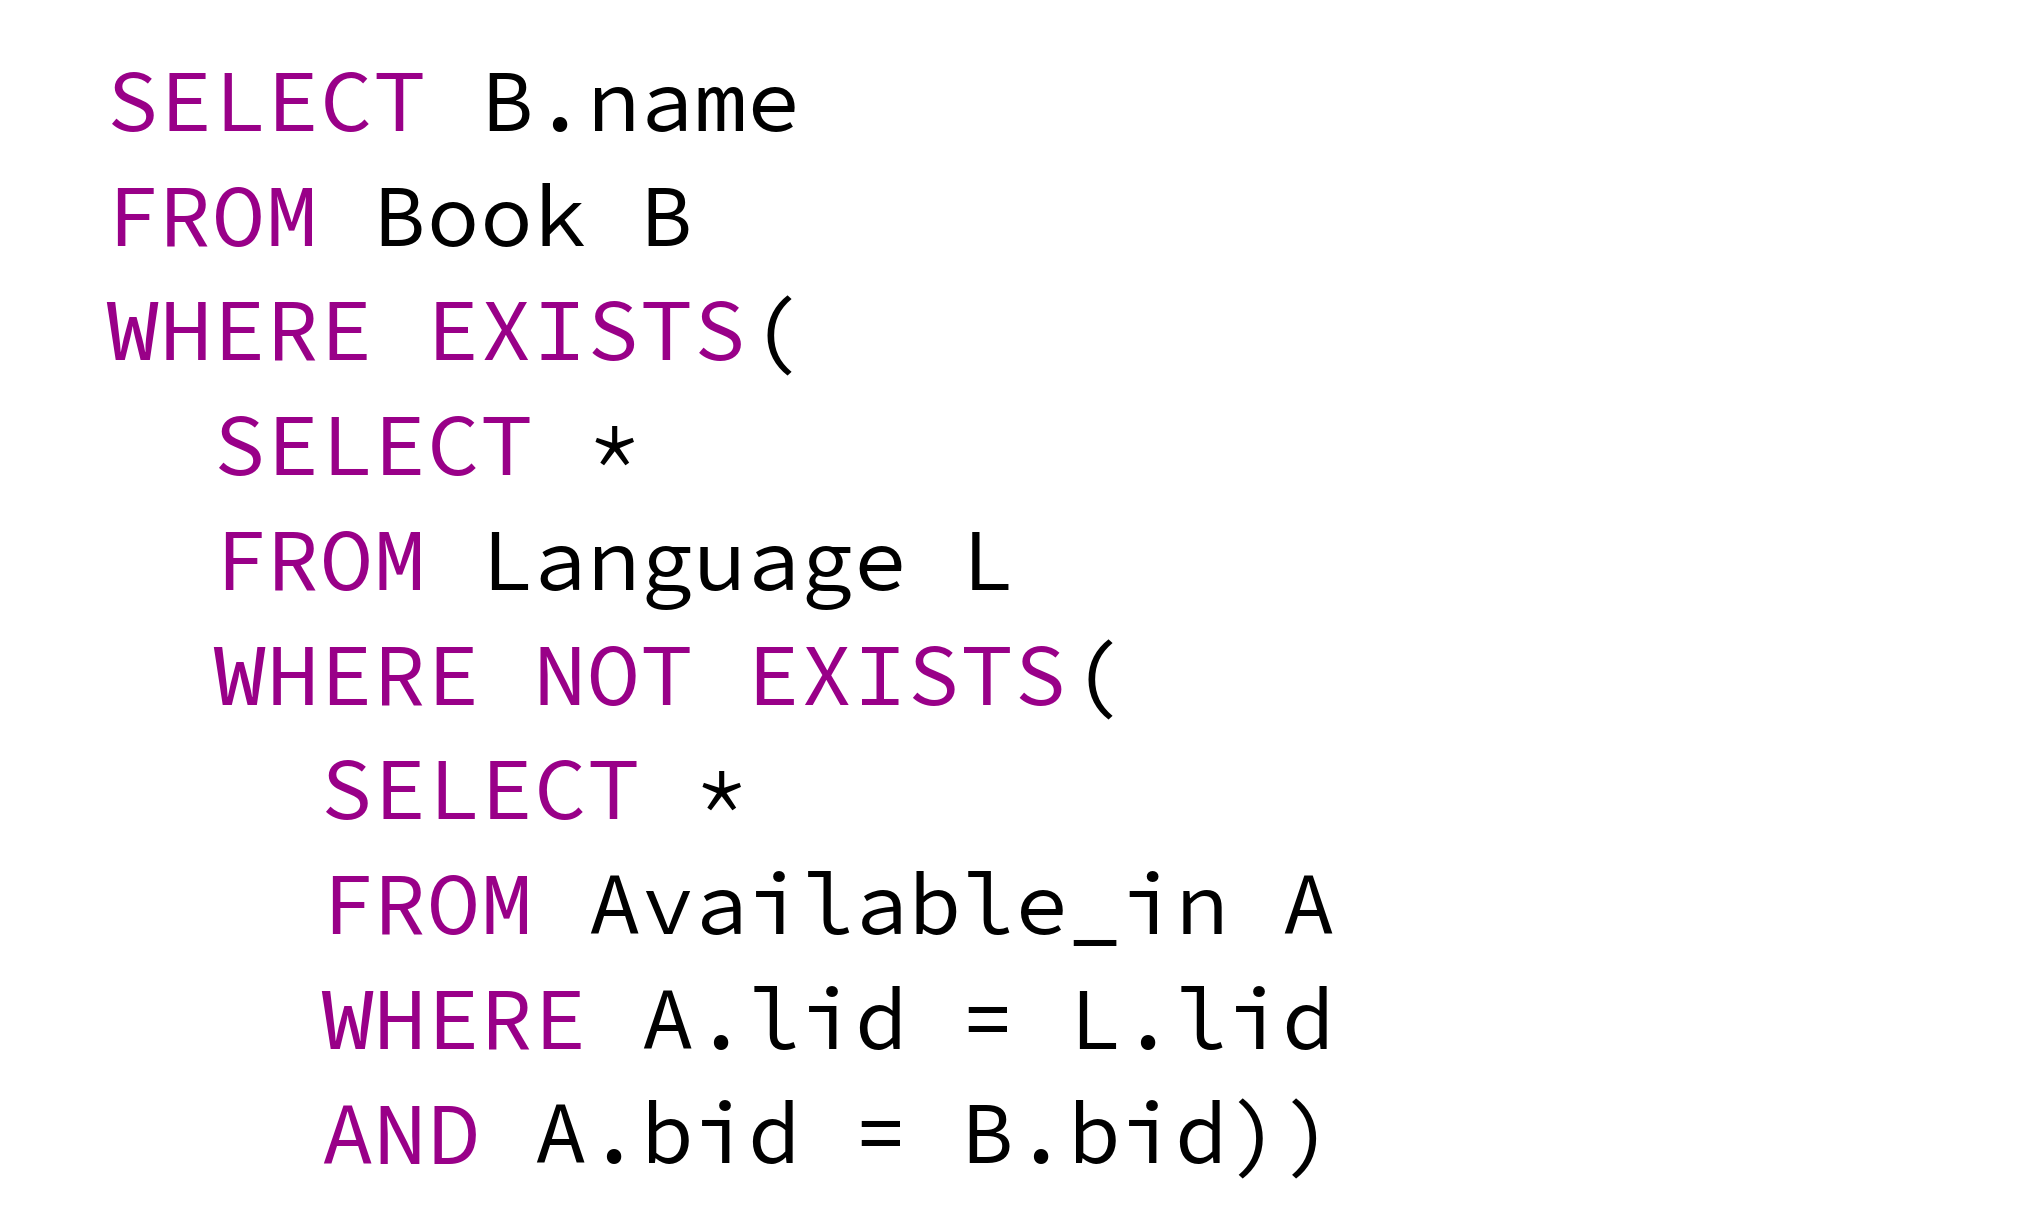 SELECT B.name
FROM Book B
WHERE EXISTS(
SELECT *
FROM Language L
WHERE NOT EXISTS(
SELECT *
FROM Available_in A
WHERE A.lid = L.lid
AND A.bid = B.bid))